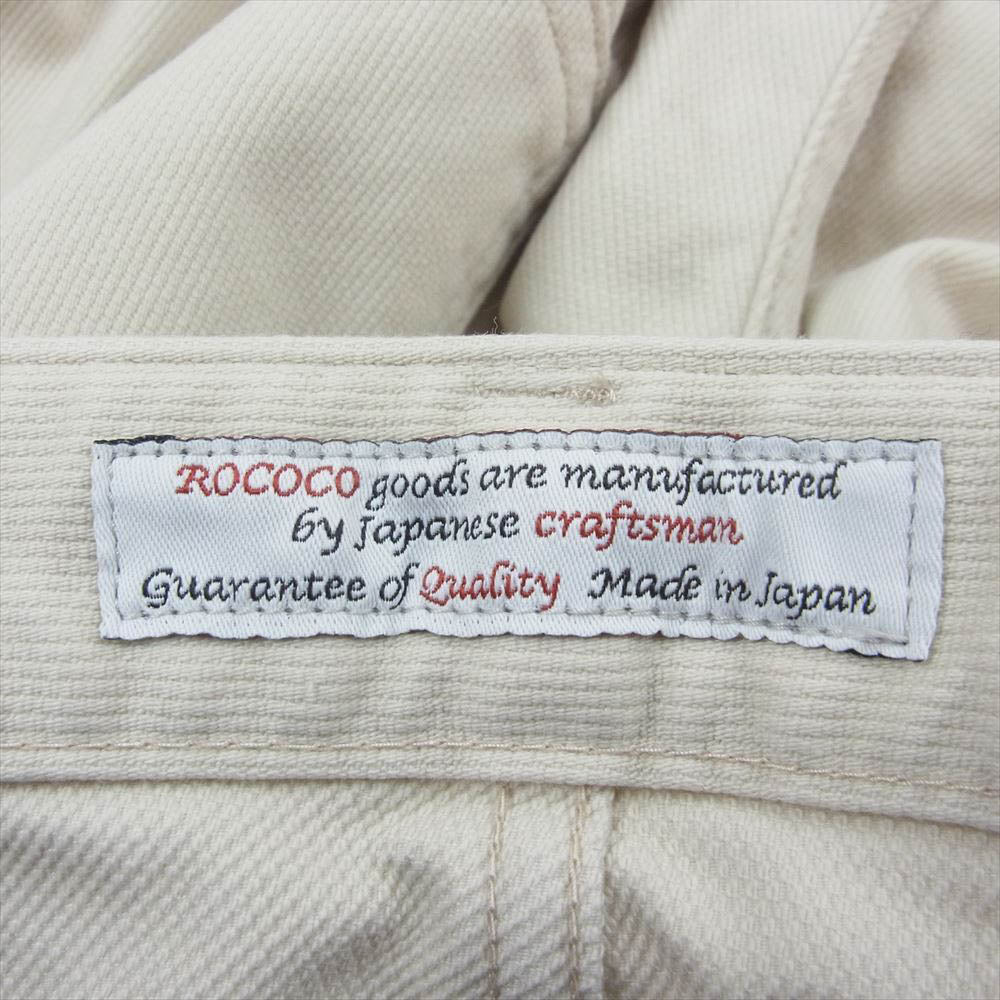 ROCOCO goods are manufactured
by Japanese craftsman
Guarantee of Quality Made in Japan